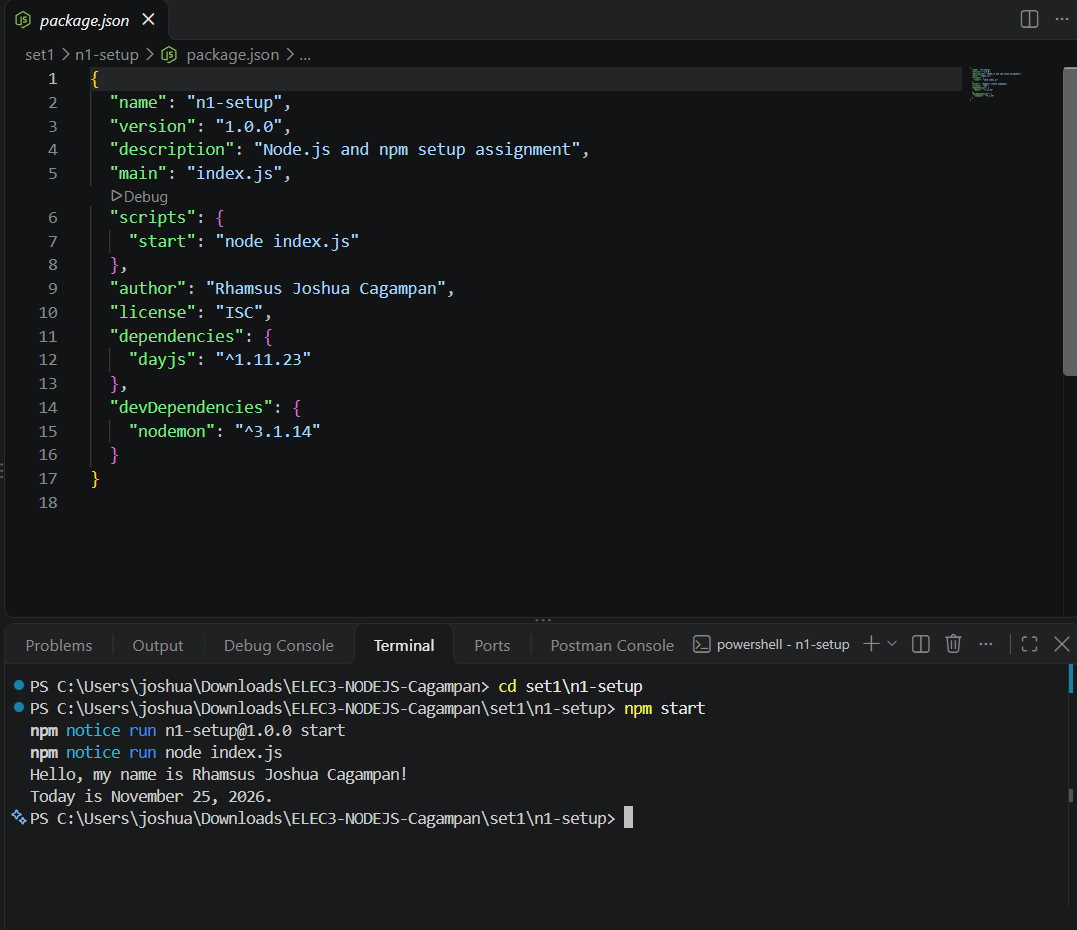 package.json
set1 > n1-setup > package.json > ...
1 {
2 "name": "n1-setup",
3 "version": "1.0.0",
4 "description": "Node.js and npm setup assignment",
5 "main": "index.js",
Debug
6 "scripts": {
7 "start": "node index.js"
8 },
9 "author": "Rhamsus Joshua Cagampan",
10 "license": "ISC",
11 "dependencies": {
12 "dayjs": "^1.11.23"
13 },
14 "devDependencies": {
15 "nodemon": "^3.1.14"
16 }
17 }
18
Problems Output Debug Console Terminal Ports Postman Console powershell - n1-setup
PS C:\Users\joshua\Downloads\ELEC3-NODEJS-Cagampan> cd set1\n1-setup
PS C:\Users\joshua\Downloads\ELEC3-NODEJS-Cagampan\set1\n1-setup> npm start
npm notice run n1-setup@1.0.0 start
npm notice run node index.js
Hello, my name is Rhamsus Joshua Cagampan!
Today is November 25, 2026.
PS C:\Users\joshua\Downloads\ELEC3-NODEJS-Cagampan\set1\n1-setup>